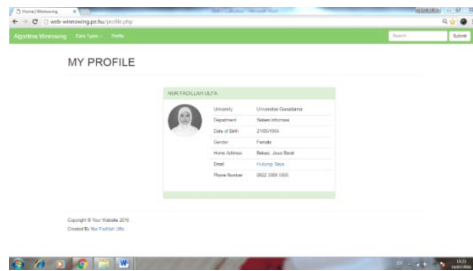 Home | Winnowing
web-winnowing.pe.hu/profile.php
Algoritma Winnowing
Data Types
Profile
Search
Submit
MY PROFILE
NUR FADILLAH ULFA
University Universitas Gunadarma
Department Sistem Informasi
Date of Birth
Gender Female
Home Address Bekasi, Jawa Barat
Email Hubungi Saya
Phone Number
Copyright © Your Website 2016
Created By Nur Fadillah Ulfa